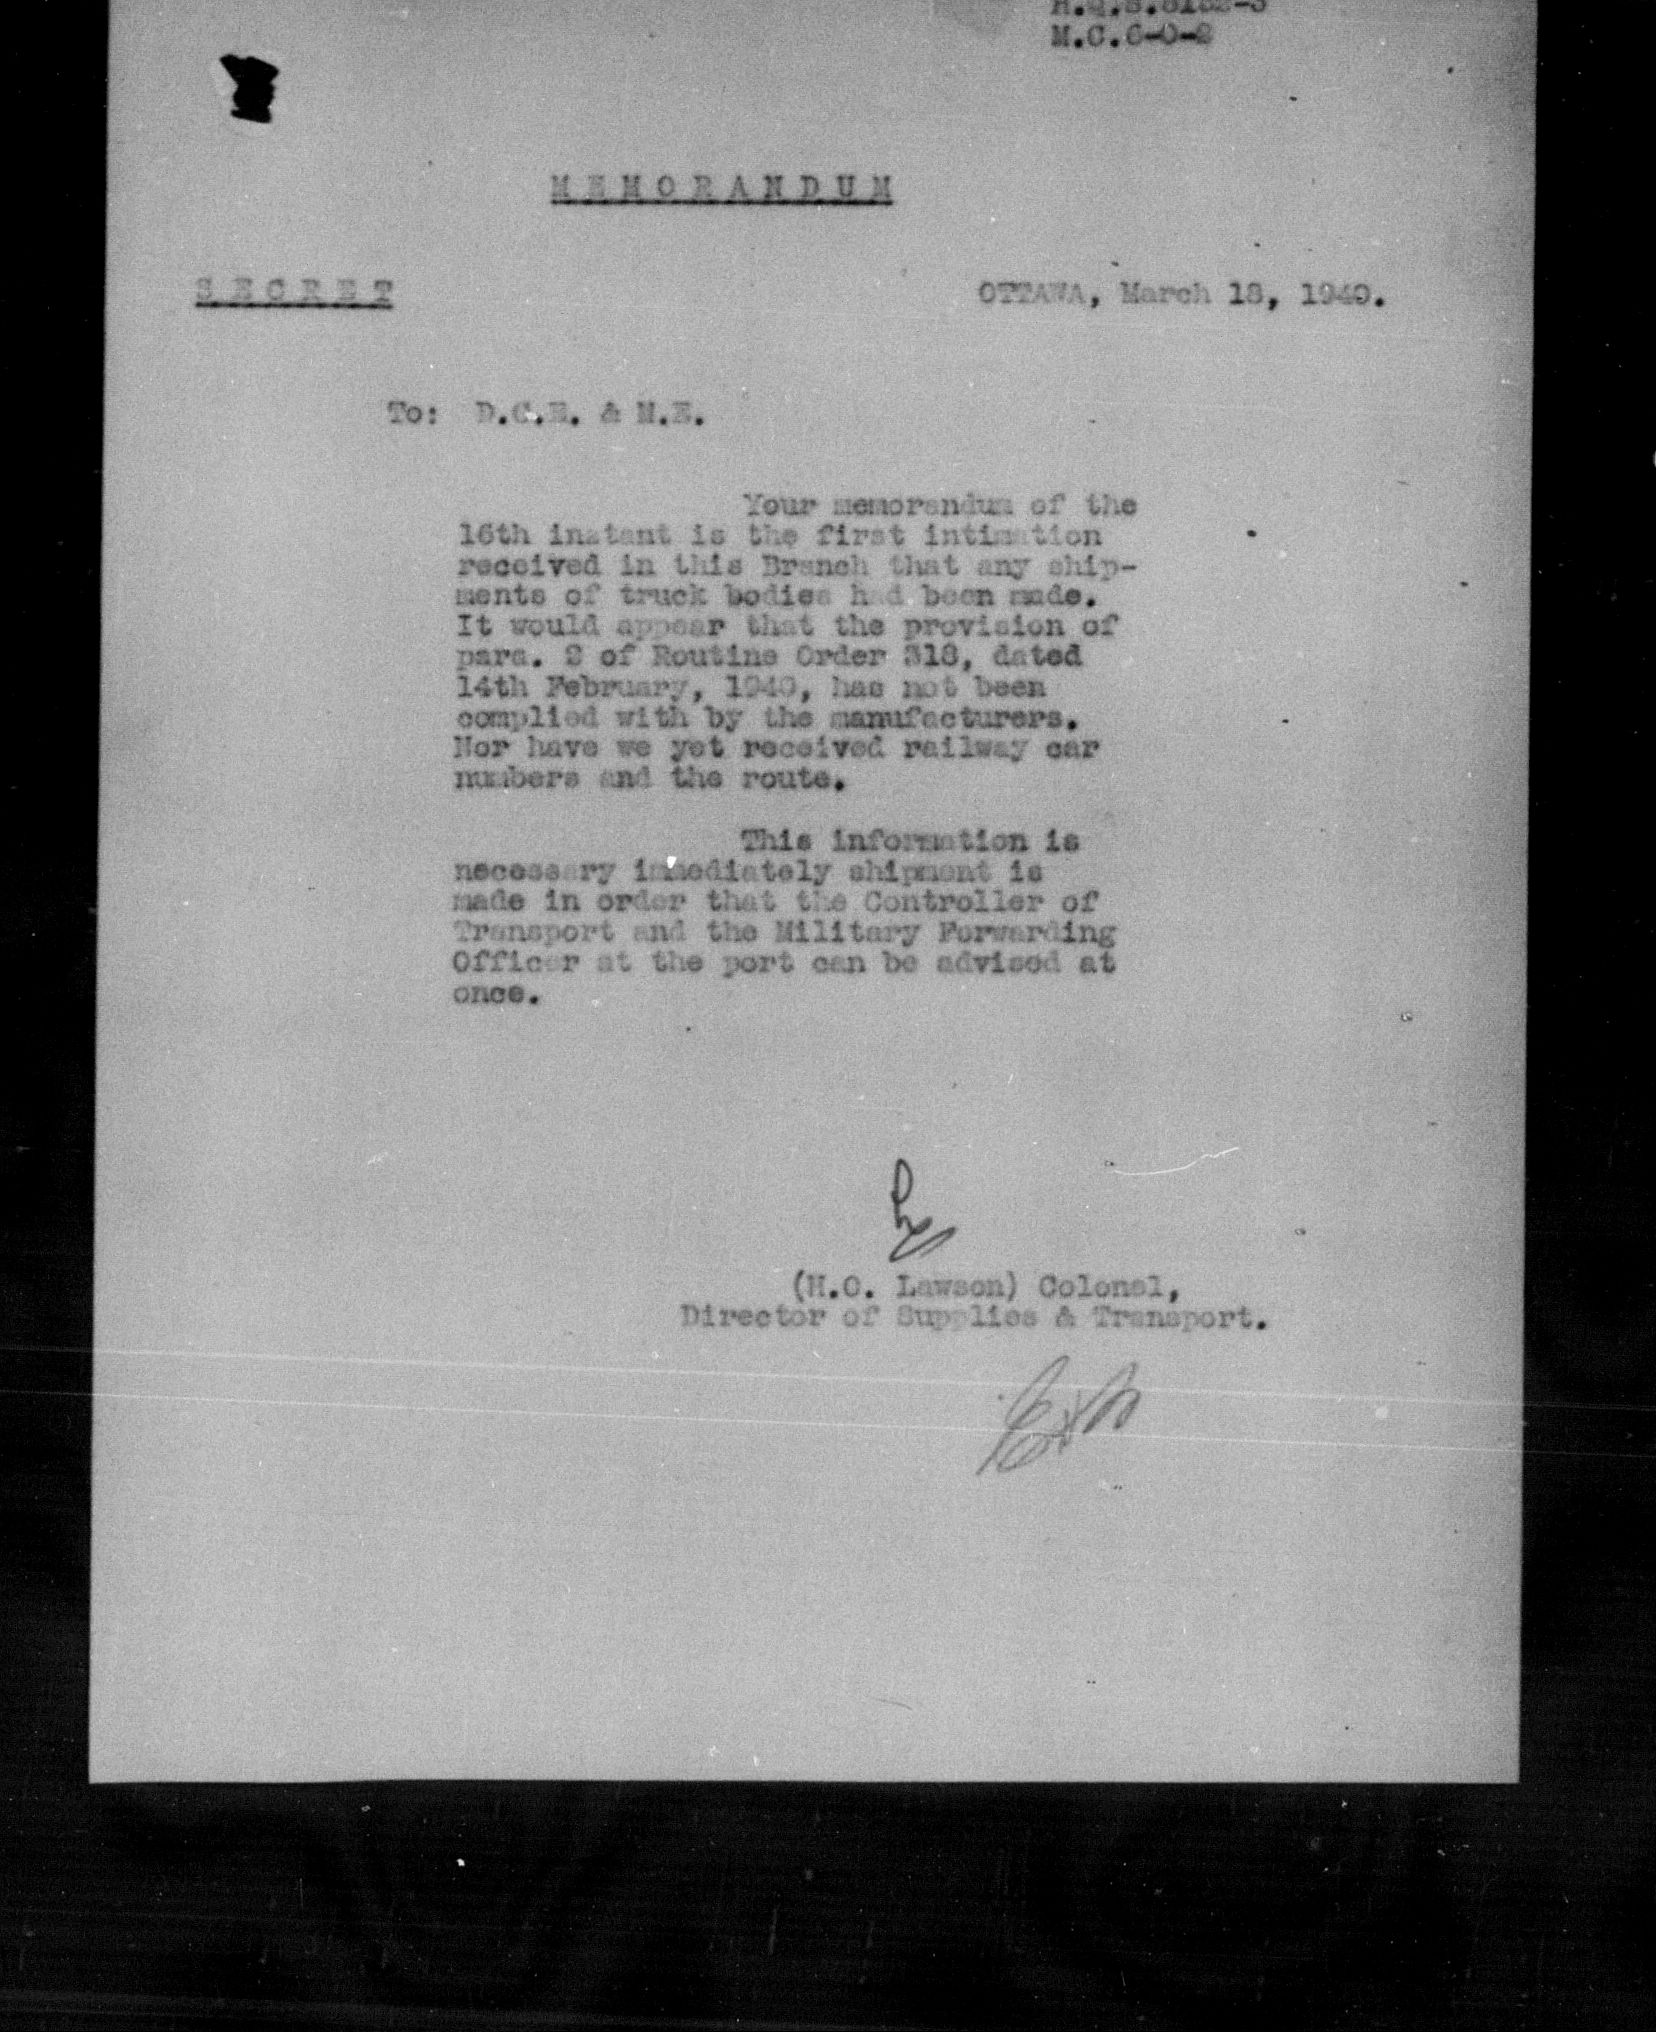 H.Q.S.8152-3
M.C.6-0-2
MEMORANDUM
SECRET
OTTAWA, March 18, 1940.
To: D.C.E. & M.E.
Your memorandum of the
16th instant is the first intimation
received in this Branch that any ship-
ments of truck bodies had been made.
It would appear that the provision of
para. 2 of Routine Order 318, dated
14th February, 1940, has not been
complied with by the manufacturers.
Nor have we yet received railway car
numbers and the route.
This information is
necessary immediately shipment is
made in order that the Controller of
Transport and the Military Forwarding
Officer at the port can be advised at
once.
(H.O. Lawson) Colonel,
Director of Supplies & Transport.